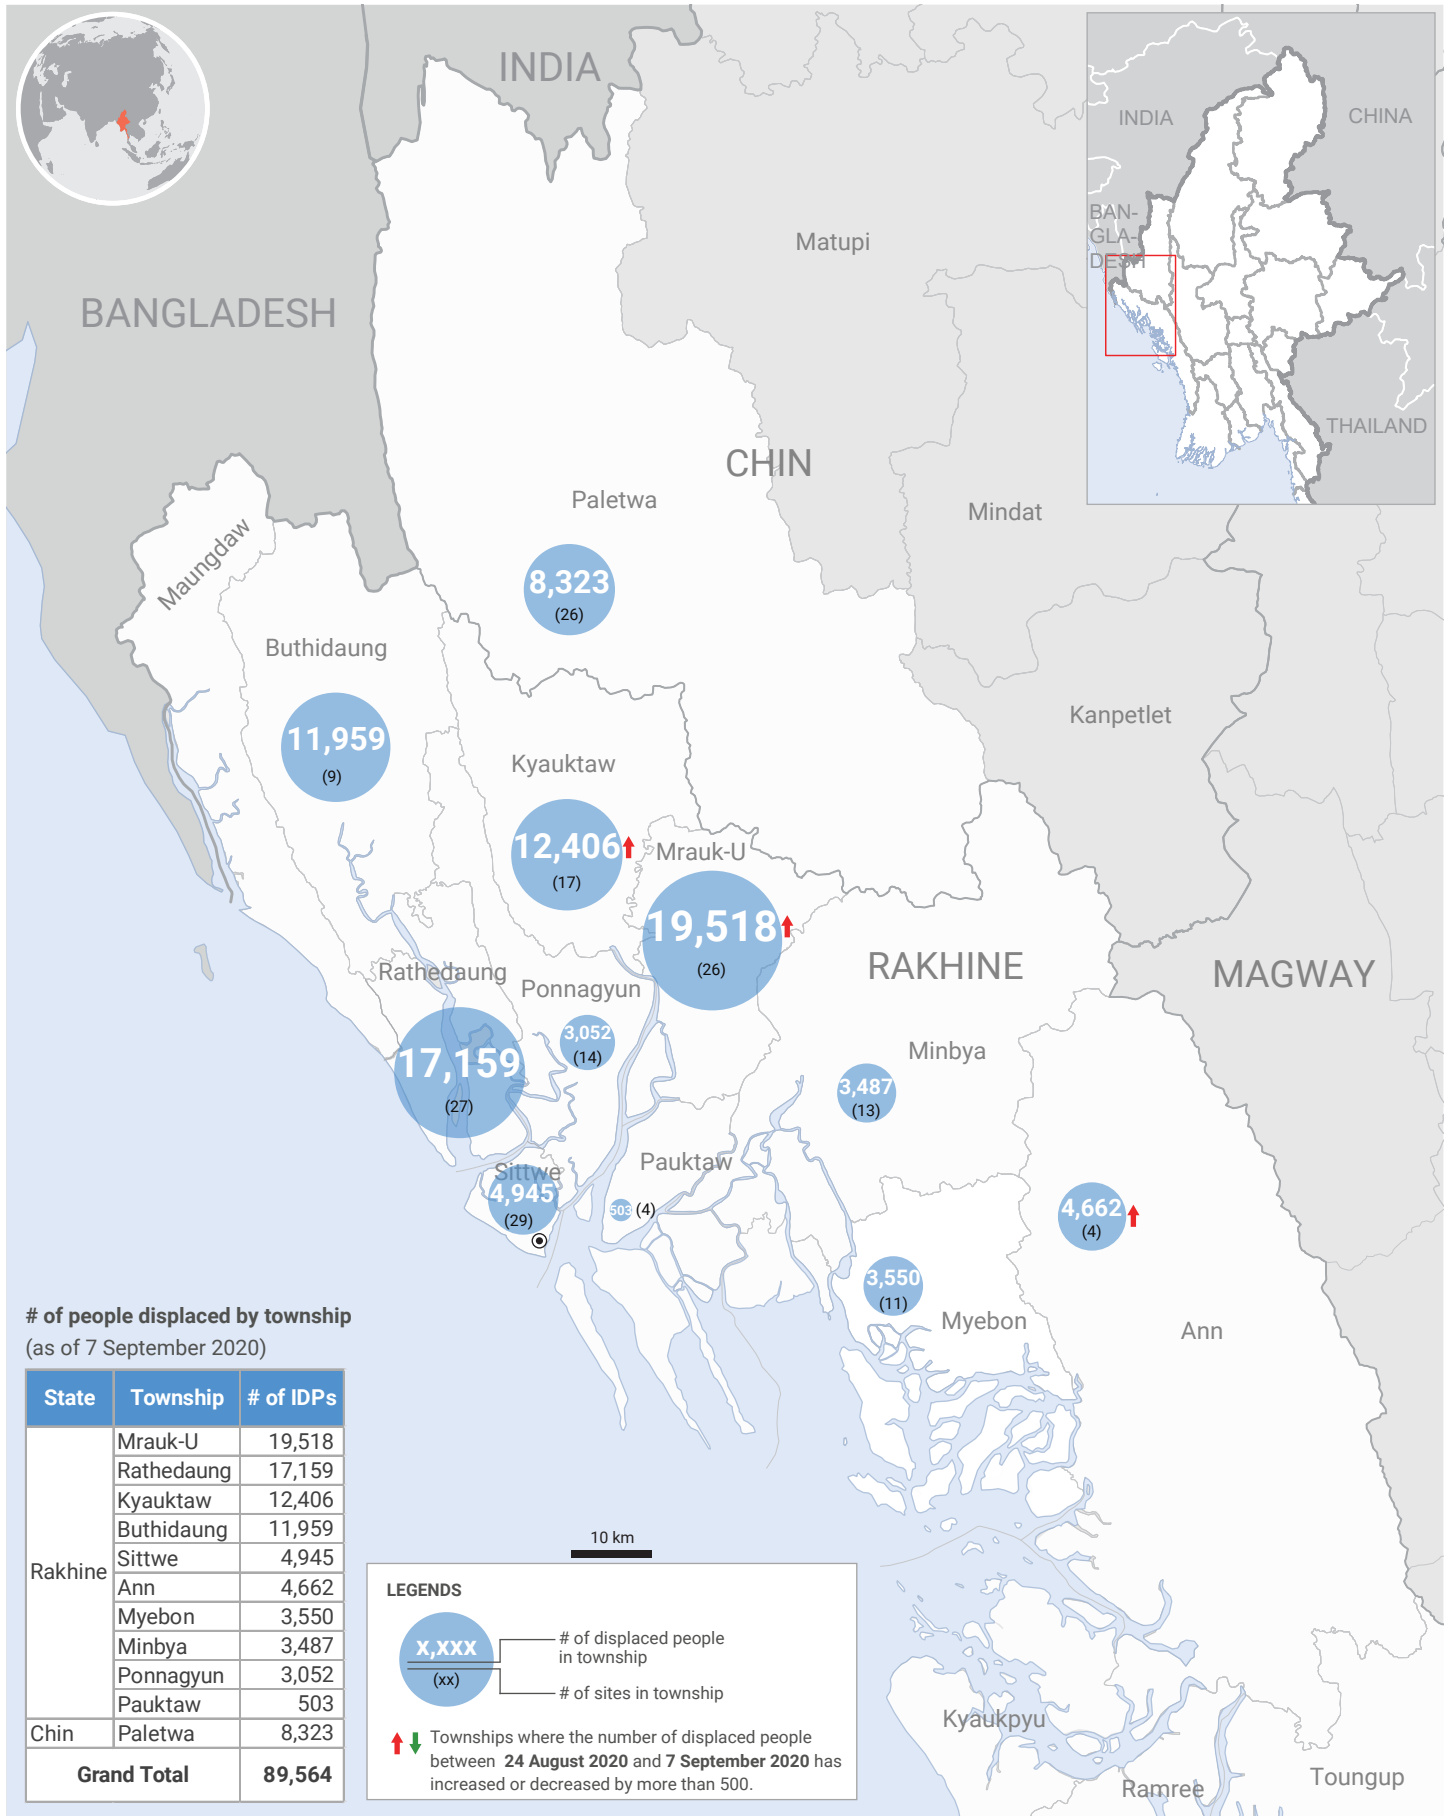 INDIA
BANGLADESH
Matupi
CHIN
Paletwa
8,323
(26)
Mindat
INDIA
CHINA
BAN-
GLA-
DESH
THAILAND
Maungdaw
Buthidaung
11,959
(9)
Kanpetlet
Kyauktaw
12,406
(17)
Mrauk-U
19,518
(26)
RAKHINE
MAGWAY
Rathedaung
17,159
(27)
Ponnagyun
3,052
(14)
Minbya
3,487
(13)
Pauktaw
503 (4)
Sittwe
4,945
(29)
4,662
(4)
Ann
3,550
(11)
Myebon
# of people displaced by township
(as of 7 September 2020)
State Township # of IDPs
Rakhine
Mrauk-U 19,518
Rathedaung 17,159
Kyauktaw 12,406
Buthidaung 11,959
Sittwe 4,945
Ann 4,662
Myebon 3,550
Minbya 3,487
Ponnagyun 3,052
Pauktaw 503
Chin Paletwa 8,323
Grand Total 89,564
10 km
LEGENDS
x,xxx
(xx)
# of displaced people
in township
# of sites in township
Townships where the number of displaced people
between 24 August 2020 and 7 September 2020 has
increased or decreased by more than 500.
Kyaukpyu
Ramree
Toungup